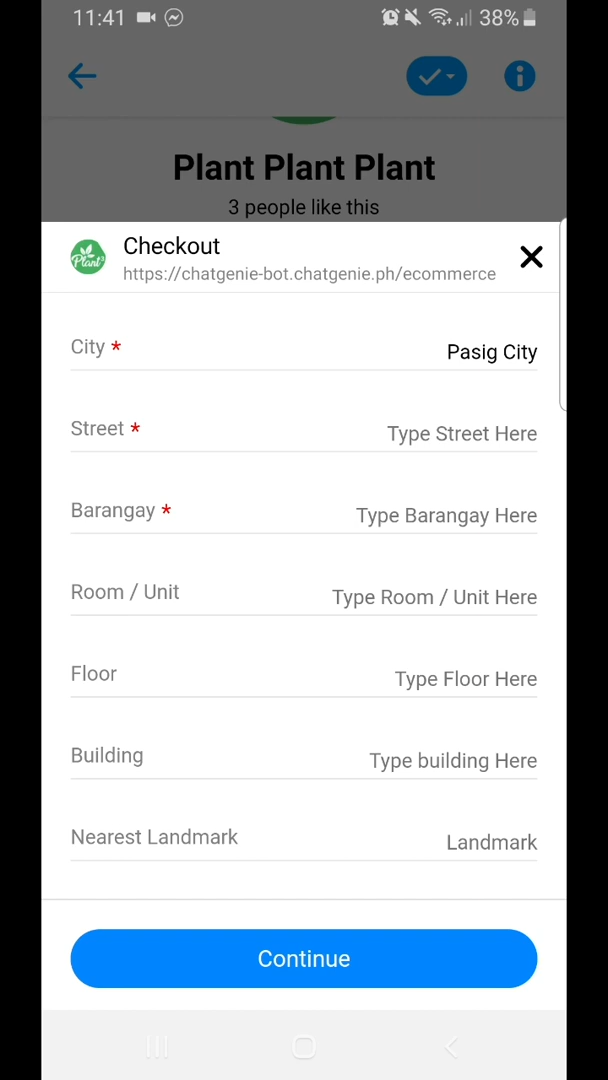 11:41
38%
Plant Plant Plant
3 people like this
Plant³
Checkout
https://chatgenie-bot.chatgenie.ph/ecommerce
City *
Pasig City
Street *
Type Street Here
Barangay *
Type Barangay Here
Room / Unit
Type Room / Unit Here
Floor
Type Floor Here
Building
Type building Here
Nearest Landmark
Landmark
Continue